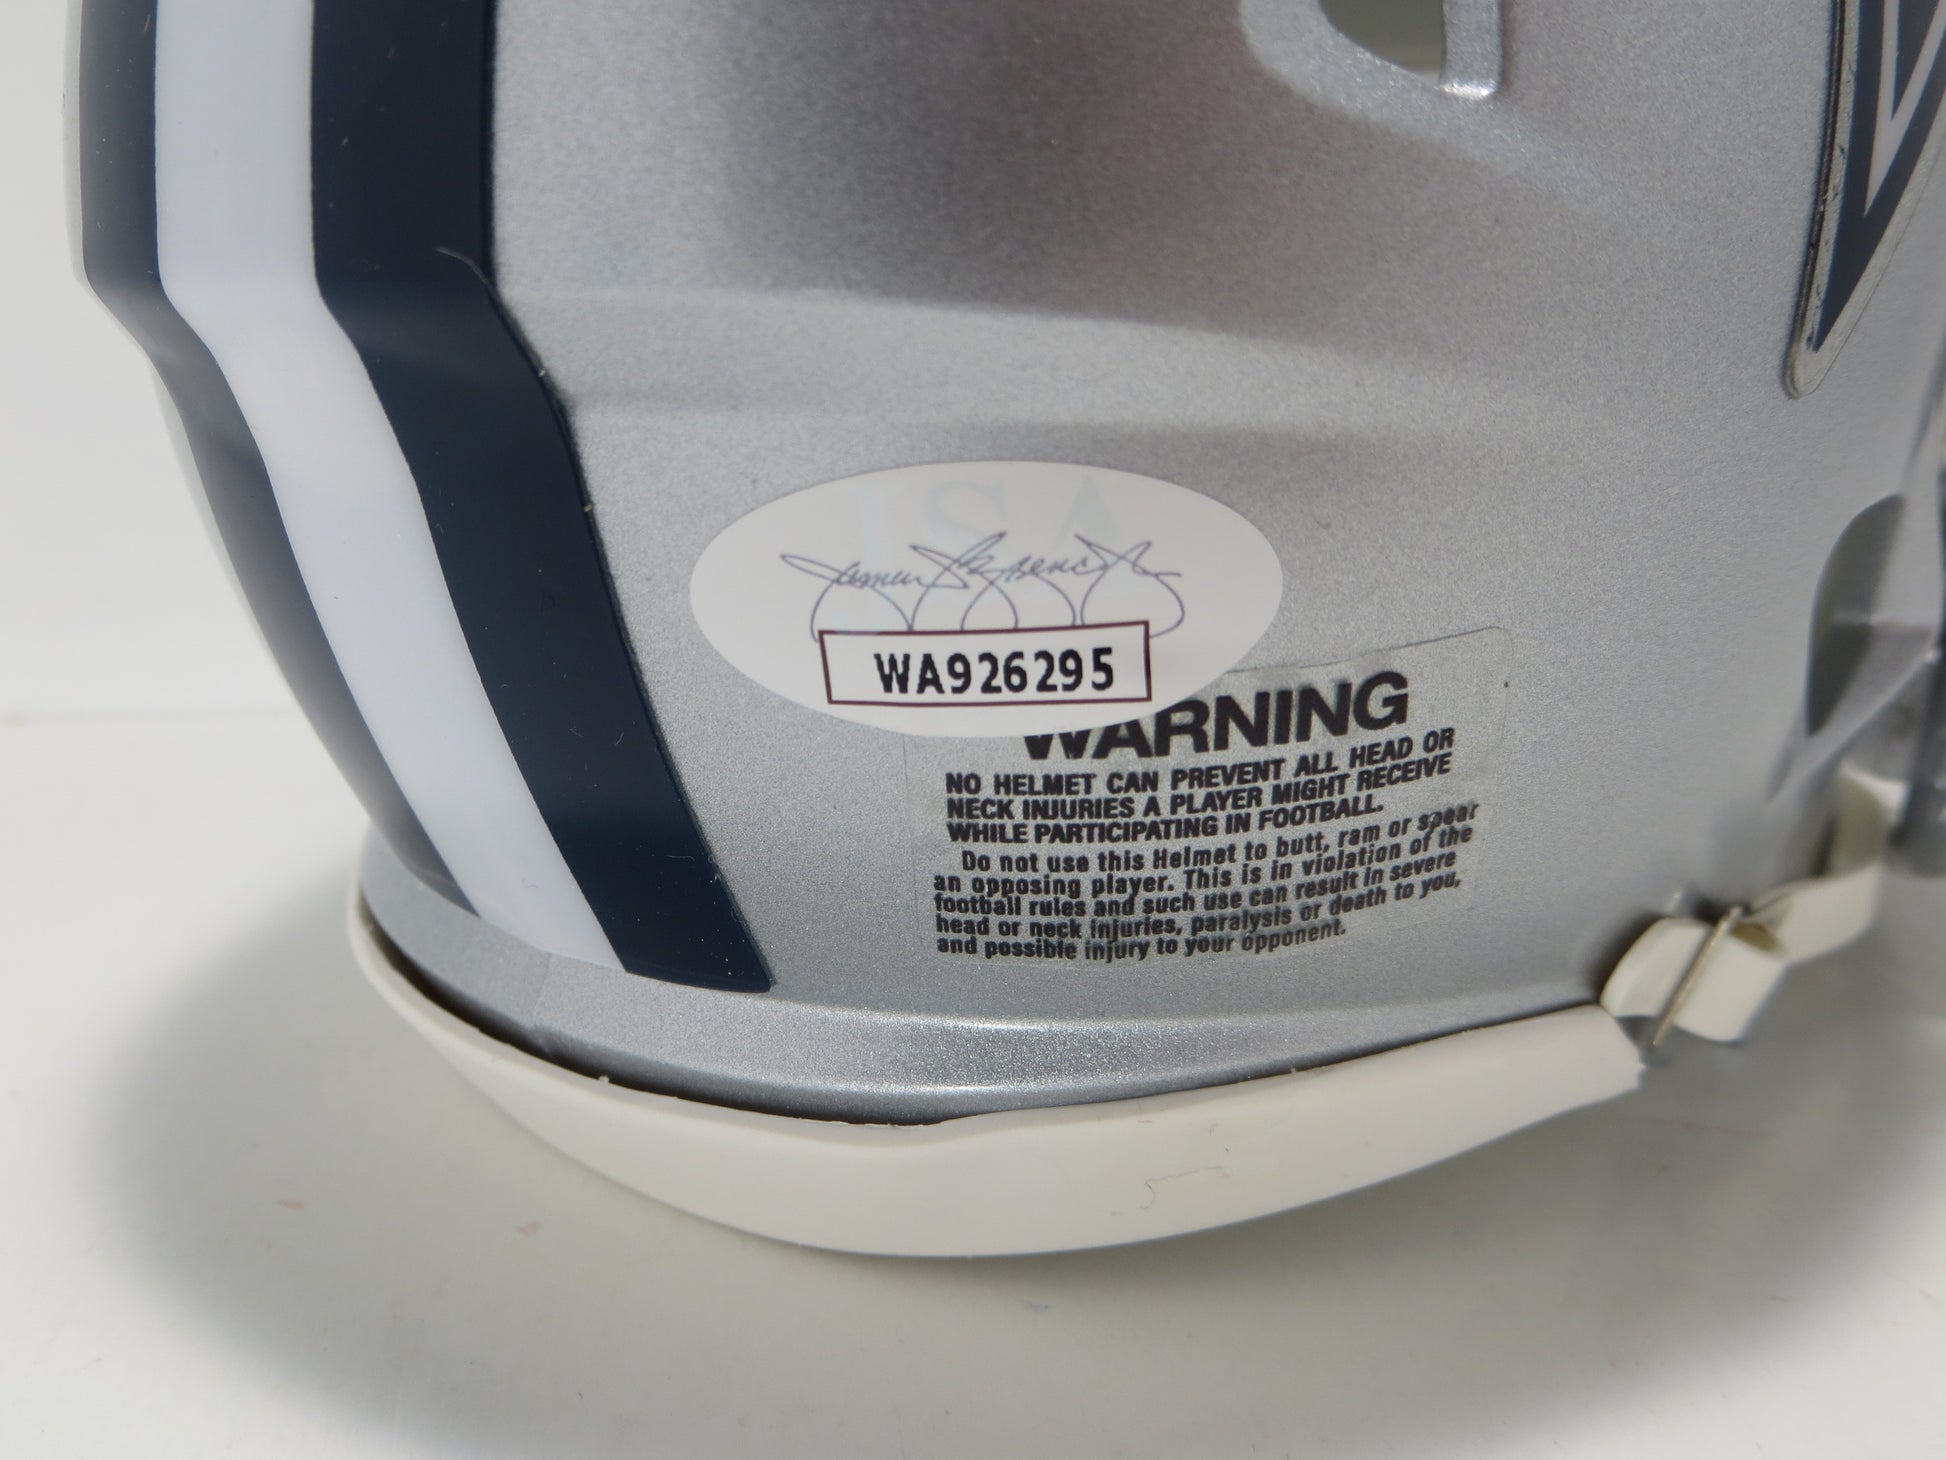 JSA
WA926295
WARNING
NO HELMET CAN PREVENT ALL HEAD OR
NECK INJURIES A PLAYER MIGHT RECEIVE
WHILE PARTICIPATING IN FOOTBALL.
Do not use this Helmet to butt, ram or spear
an opposing player. This is in violation of the
football rules and such use can result in severe
head or neck injuries, paralysis or death to you,
and possible injury to your opponent.